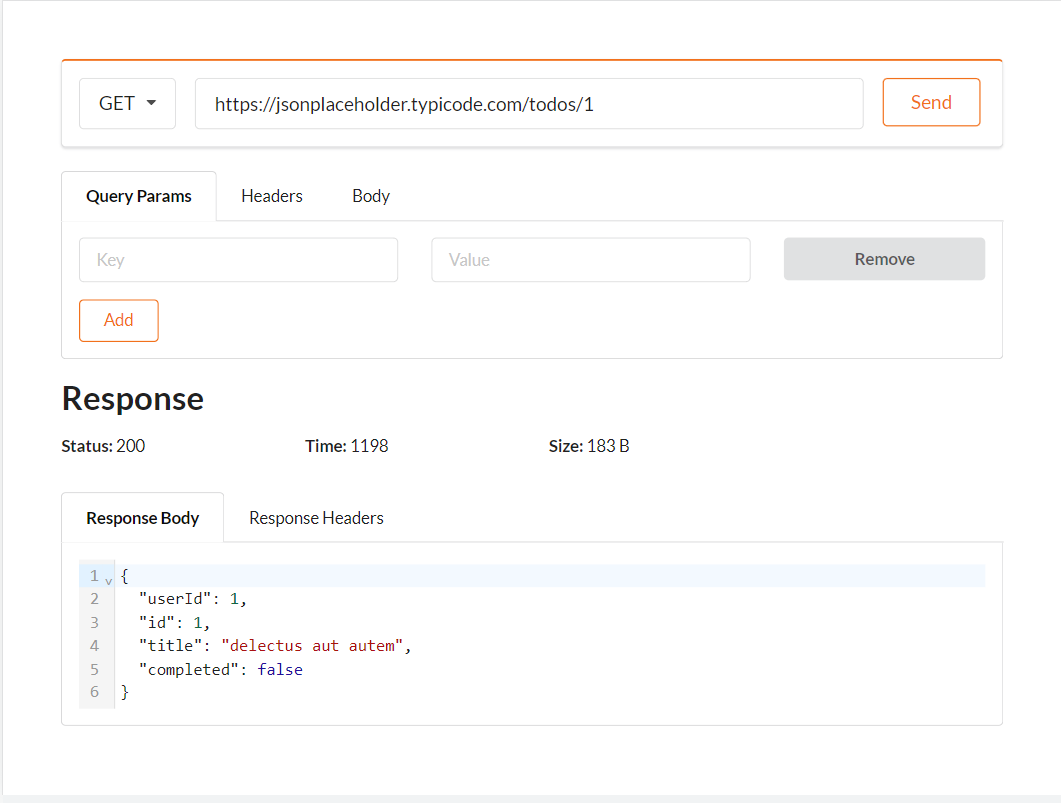 GET https://jsonplaceholder.typicode.com/todos/1 Send
Query Params Headers Body
Key Value Remove
Add
Response
Status: 200 Time: 1198 Size: 183 B
Response Body Response Headers
1 {
2 "userId": 1,
3 "id": 1,
4 "title": "delectus aut autem",
5 "completed": false
6 }